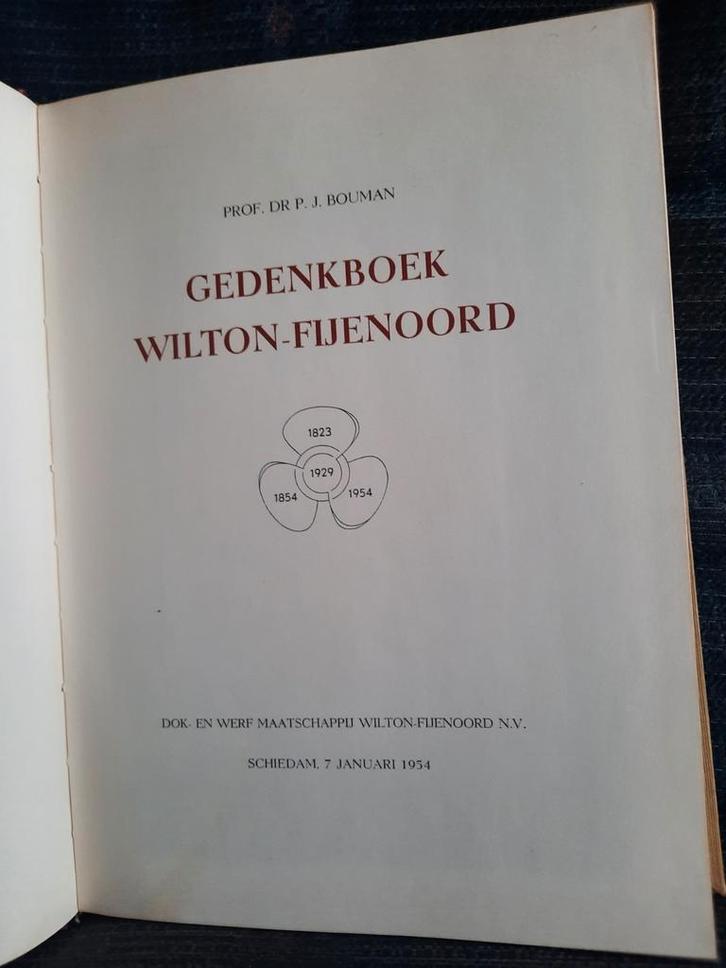 PROF. DR P. J. BOUMAN
GEDENKBOEK
WILTON-FIJENOORD
1823
1929
1854
1954
DOK- EN WERF MAATSCHAPPIJ WILTON-FIJENOORD N.V.
SCHIEDAM, 7 JANUARI 1954